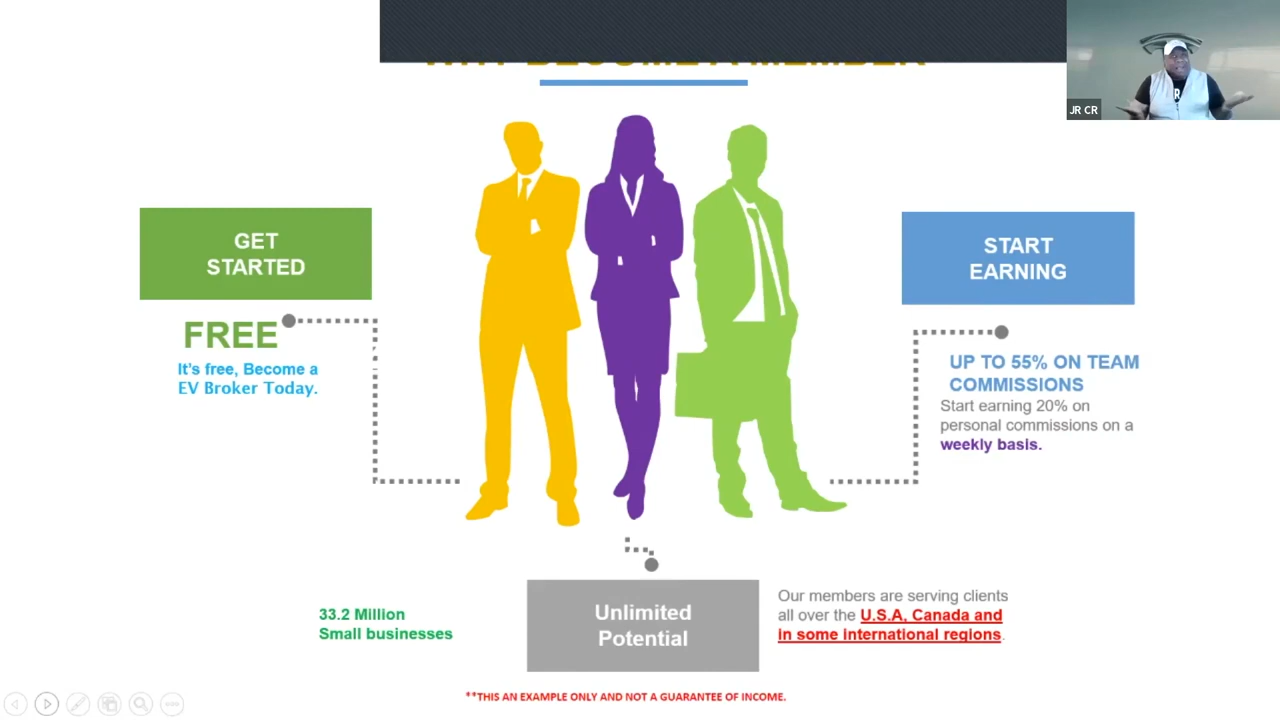 WHY BECOME A MEMBER
JR CR
GET
STARTED
FREE
It's free, Become a
EV Broker Today.
START
EARNING
UP TO 55% ON TEAM
COMMISSIONS
Start earning 20% on
personal commissions on a
weekly basis.
33.2 Million
Small businesses
Unlimited
Potential
Our members are serving clients
all over the U.S.A, Canada and
in some international regions.
**THIS AN EXAMPLE ONLY AND NOT A GUARANTEE OF INCOME.